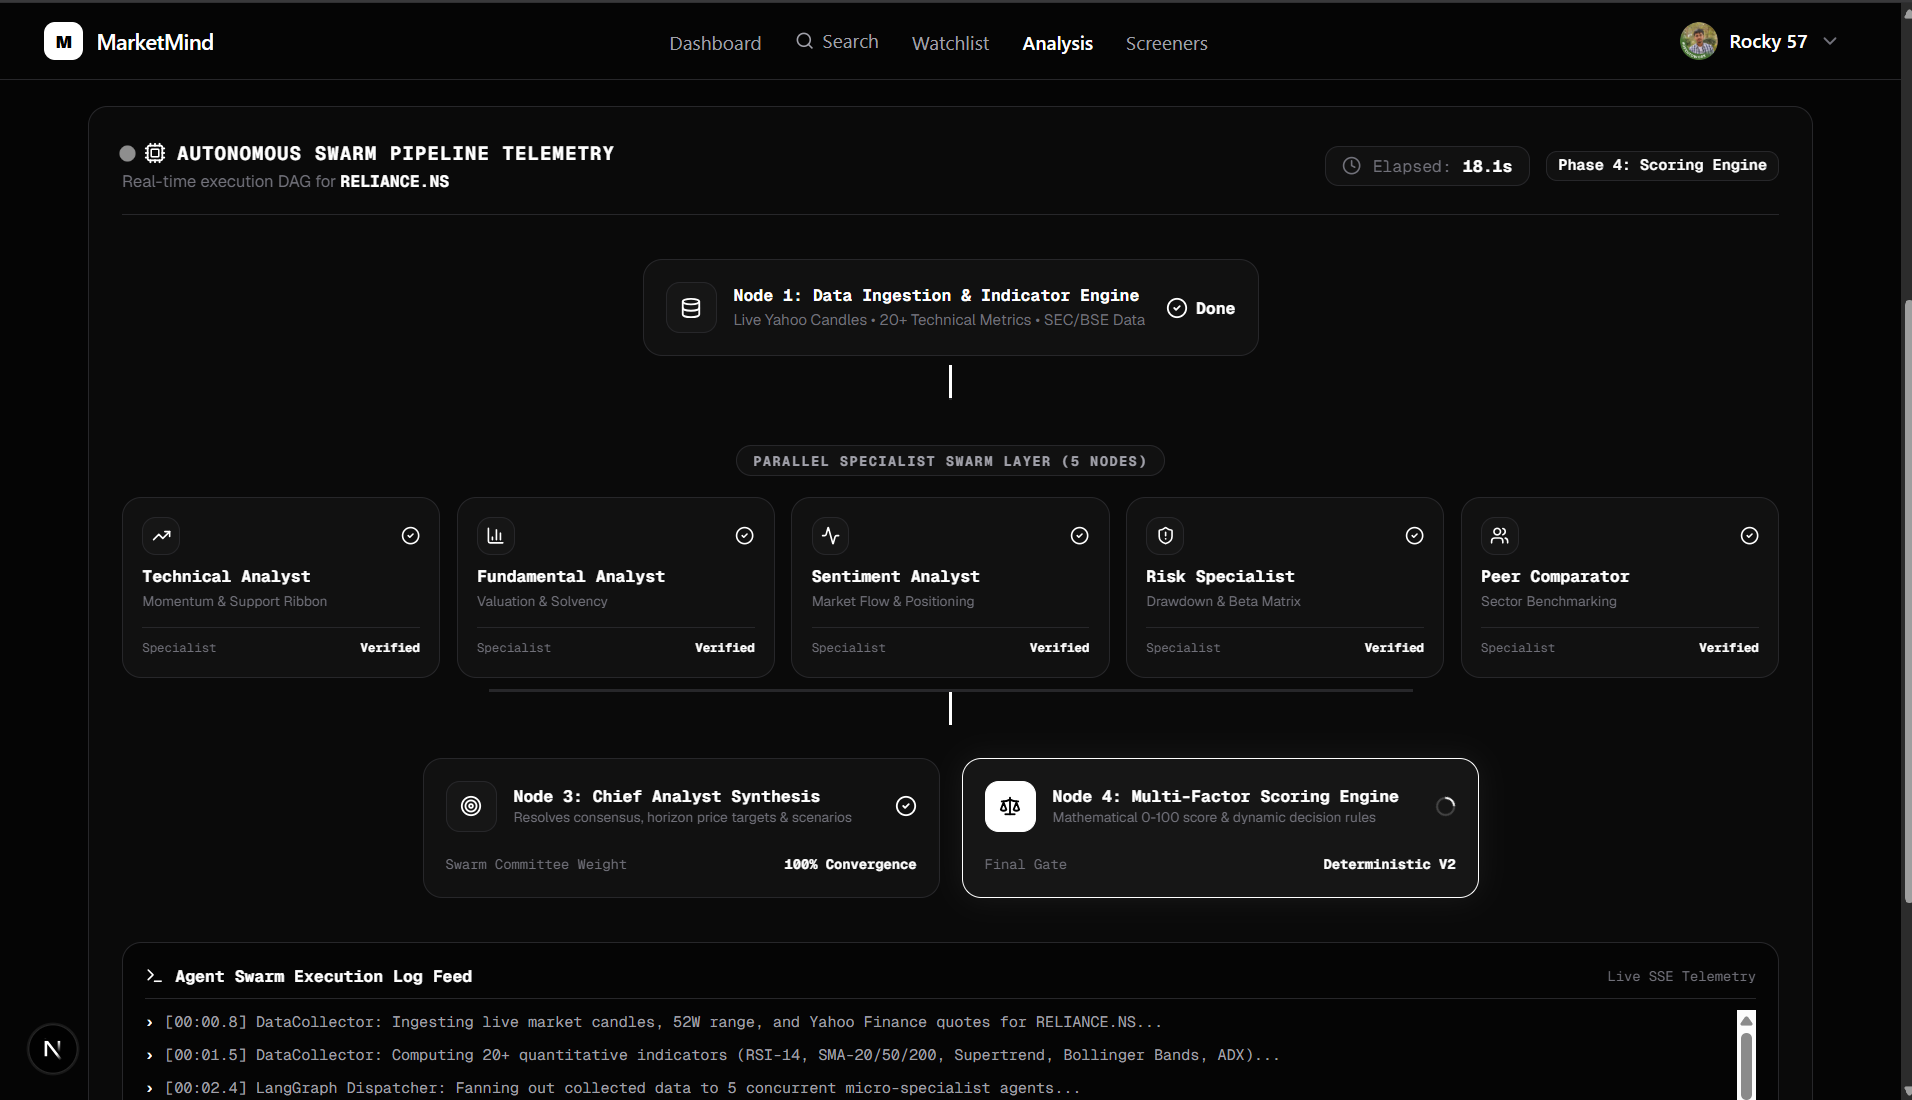 M MarketMind
Dashboard Search Watchlist Analysis Screeners
Rocky 57
AUTONOMOUS SWARM PIPELINE TELEMETRY
Real-time execution DAG for RELIANCE.NS
Elapsed: 18.1s
Phase 4: Scoring Engine
Node 1: Data Ingestion & Indicator Engine
Live Yahoo Candles • 20+ Technical Metrics • SEC/BSE Data
Done
PARALLEL SPECIALIST SWARM LAYER (5 NODES)
Technical Analyst
Momentum & Support Ribbon
Specialist Verified
Fundamental Analyst
Valuation & Solvency
Specialist Verified
Sentiment Analyst
Market Flow & Positioning
Specialist Verified
Risk Specialist
Drawdown & Beta Matrix
Specialist Verified
Peer Comparator
Sector Benchmarking
Specialist Verified
Node 3: Chief Analyst Synthesis
Resolves consensus, horizon price targets & scenarios
Swarm Committee Weight 100% Convergence
Node 4: Multi-Factor Scoring Engine
Mathematical 0-100 score & dynamic decision rules
Final Gate Deterministic V2
Agent Swarm Execution Log Feed
Live SSE Telemetry
› [00:00.8] DataCollector: Ingesting live market candles, 52W range, and Yahoo Finance quotes for RELIANCE.NS...
› [00:01.5] DataCollector: Computing 20+ quantitative indicators (RSI-14, SMA-20/50/200, Supertrend, Bollinger Bands, ADX)...
› [00:02.4] LangGraph Dispatcher: Fanning out collected data to 5 concurrent micro-specialist agents...
N